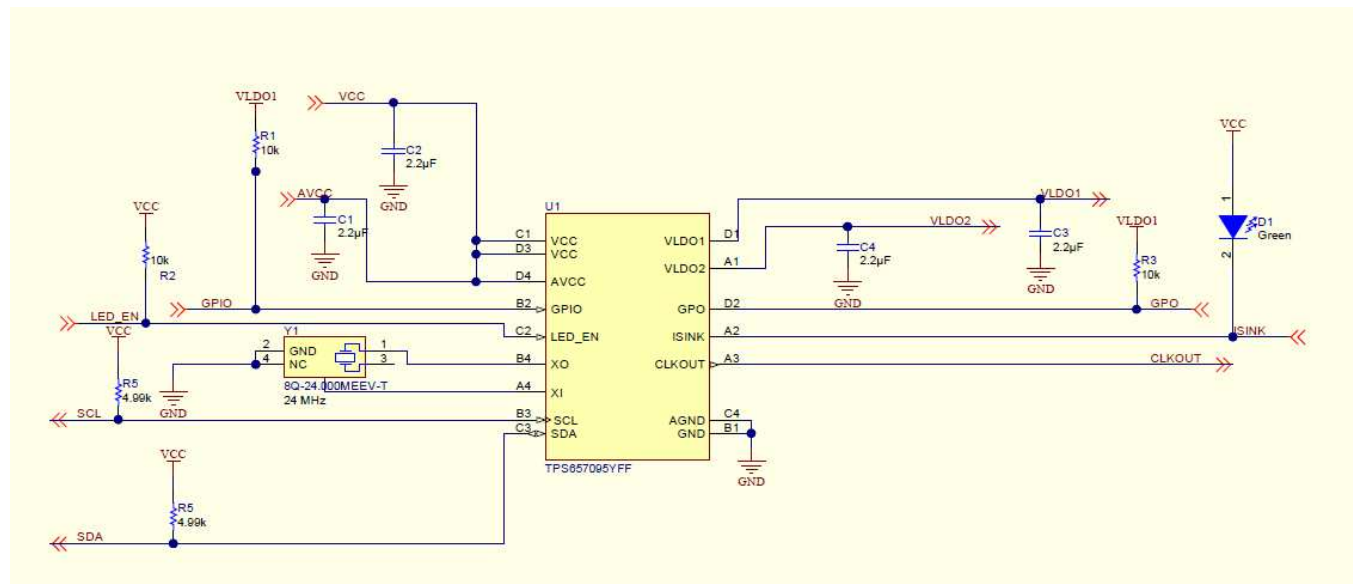 VLDO1
VCC
R1
10k
C2
2.2µF
GND
AVCC
C1
2.2µF
GND
VCC
10k
R2
GPIO
LED_EN
VCC
R5
4.99k
SCL
GND
Y1
2
4
GND
NC
1
3
8Q-24.000MEEV-T
24 MHz
VCC
R5
4.99k
SDA
U1
C1
D3
D4
B2
C2
B4
A4
B3
C3
VCC
VCC
AVCC
GPIO
LED_EN
XO
XI
SCL
SDA
VLDO1
VLDO2
GPO
ISINK
CLKOUT
AGND
GND
D1
A1
D2
A2
A3
C4
B1
TPS657095YFF
GND
VLDO1
VLDO2
C4
2.2µF
GND
C3
2.2µF
GND
VLDO1
R3
10k
GPO
VCC
1
D1
Green
2
ISINK
CLKOUT